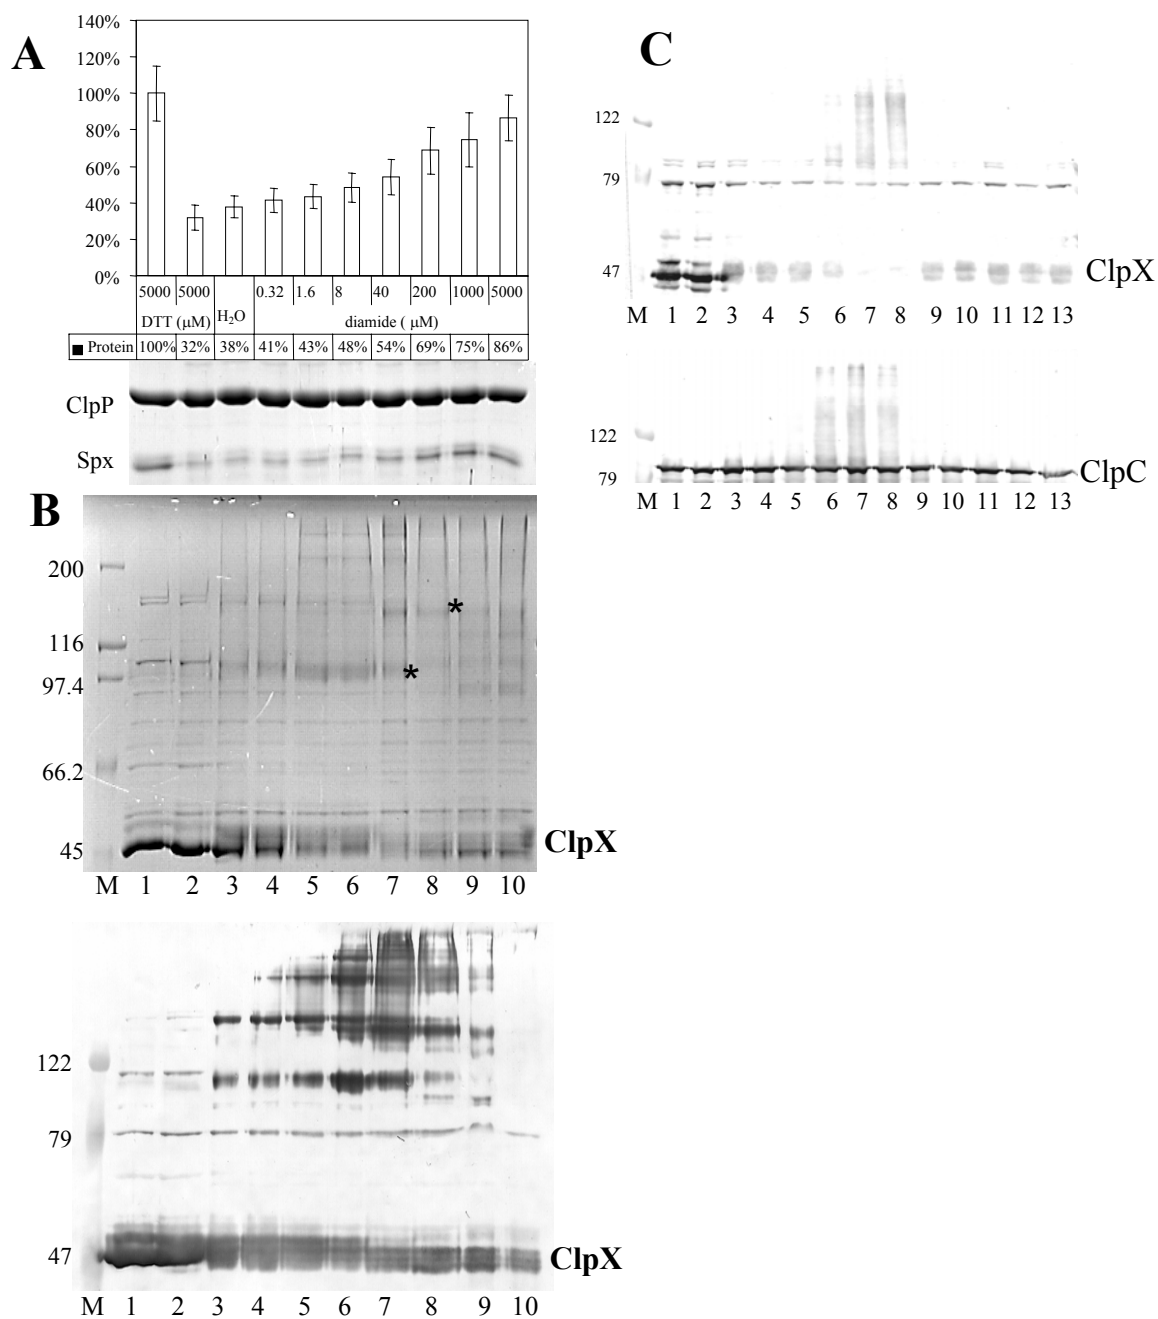 A
140%
120%
100%
80%
60%
40%
20%
0%
5000 5000 H2O 0.32 1.6 8 40 200 1000 5000
DTT (μM) diamide ( μM)
■ Protein 100% 32% 38% 41% 43% 48% 54% 69% 75% 86%
ClpP
Spx
B
200
116
97.4
66.2
45
*
*
ClpX
M 1 2 3 4 5 6 7 8 9 10
122
79
47
ClpX
M 1 2 3 4 5 6 7 8 9 10
C
122
79
47
ClpX
M 1 2 3 4 5 6 7 8 9 10 11 12 13
122
79
ClpC
M 1 2 3 4 5 6 7 8 9 10 11 12 13